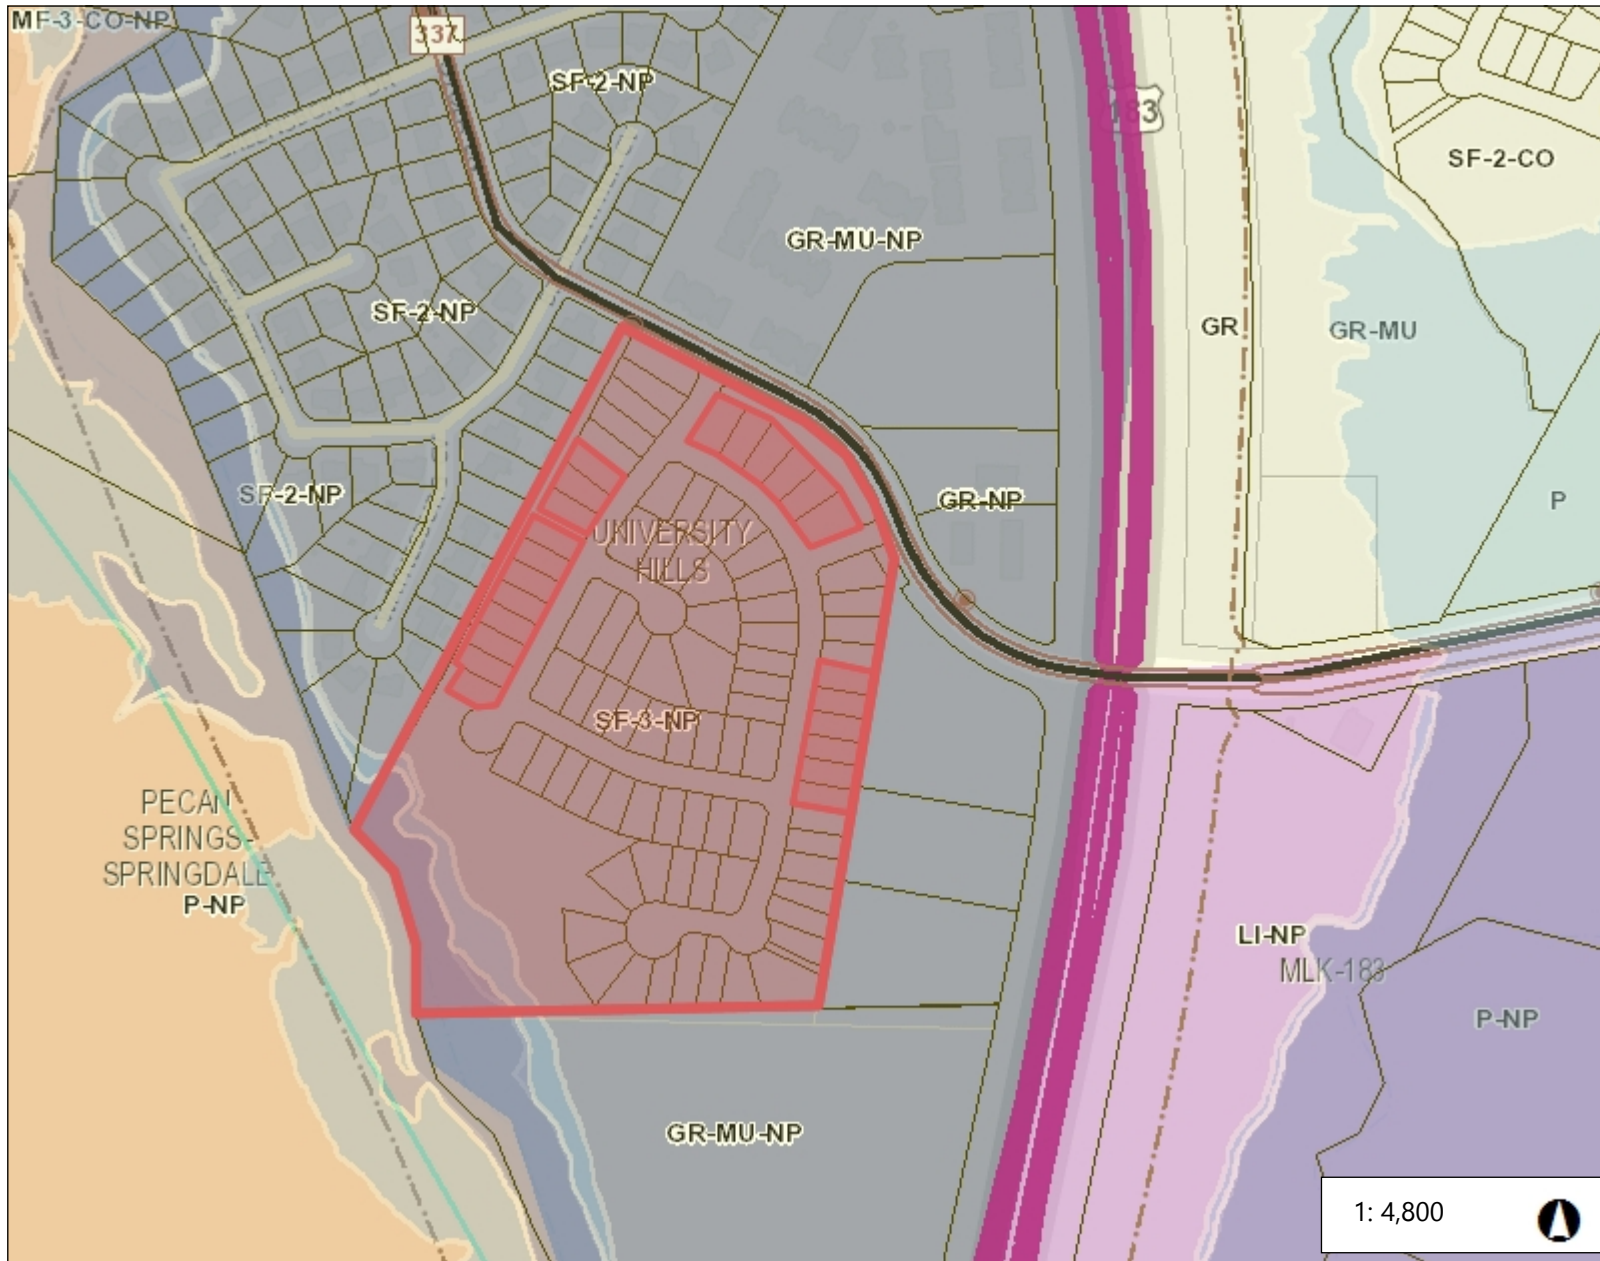 MF-3-CO-NP
337
SF-2-NP
183
SF-2-CO
GR-MU-NP
SF-2-NP
GR
GR-MU
SF-2-NP
GR-NP
P
UNIVERSITY
HILLS
SF-3-NP
PECAN
SPRINGS-
SPRINGDALE
P-NP
LI-NP
MLK-183
P-NP
GR-MU-NP
1: 4,800